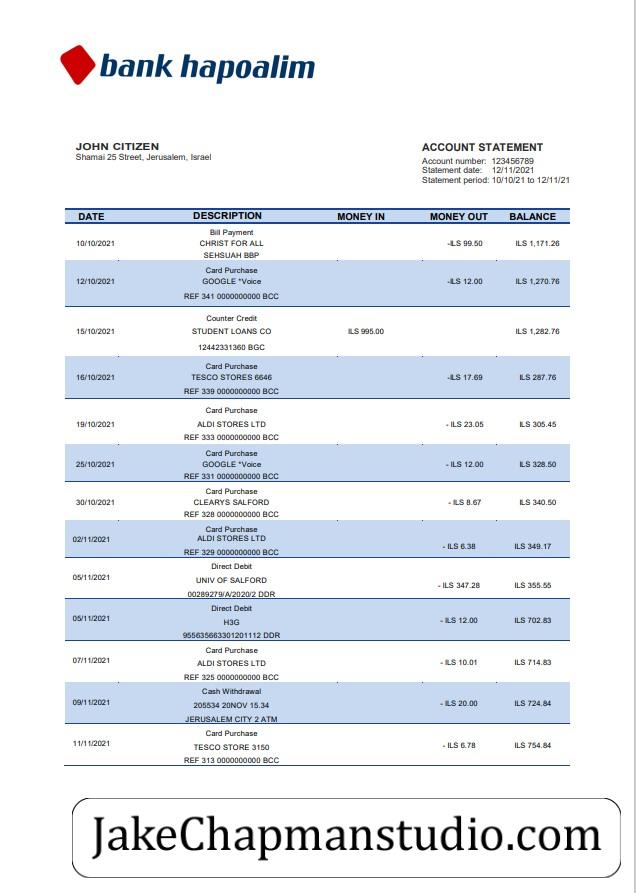 bank hapoalim
JOHN CITIZEN
Shamai 25 Street, Jerusalem, Israel
ACCOUNT STATEMENT
Account number: 123456789
Statement date: 12/11/2021
Statement period: 10/10/21 to 12/11/21
DATE DESCRIPTION MONEY IN MONEY OUT BALANCE
Bill Payment
10/10/2021 CHRIST FOR ALL -ILS 99.50 ILS 1,171.26
SEHSUAH BBP
Card Purchase
12/10/2021 GOOGLE *Voice -ILS 12.00 ILS 1,270.76
REF 341 0000000000 BCC
Counter Credit
15/10/2021 STUDENT LOANS CO ILS 995.00 ILS 1,282.76
12442331360 BGC
Card Purchase
16/10/2021 TESCO STORES 6646 -ILS 17.69 ILS 287.76
REF 339 0000000000 BCC
Card Purchase
19/10/2021 ALDI STORES LTD - ILS 23.05 ILS 305.45
REF 333 0000000000 BCC
Card Purchase
25/10/2021 GOOGLE *Voice - ILS 12.00 ILS 328.50
REF 331 0000000000 BCC
Card Purchase
30/10/2021 CLEARYS SALFORD - ILS 8.67 ILS 340.50
REF 328 0000000000 BCC
Card Purchase
02/11/2021 ALDI STORES LTD - ILS 6.38 ILS 349.17
REF 329 0000000000 BCC
Direct Debit
05/11/2021 UNIV OF SALFORD - ILS 347.28 ILS 355.55
00289279/A/2020/2 DDR
Direct Debit
05/11/2021 H3G - ILS 12.00 ILS 702.83
955635663301201112 DDR
Card Purchase
07/11/2021 ALDI STORES LTD - ILS 10.01 ILS 714.83
REF 325 0000000000 BCC
Cash Withdrawal
09/11/2021 205534 20NOV 15.34 - ILS 20.00 ILS 724.84
JERUSALEM CITY 2 ATM
Card Purchase
11/11/2021 TESCO STORE 3150 - ILS 6.78 ILS 754.84
REF 313 0000000000 BCC
JakeChapmanstudio.com